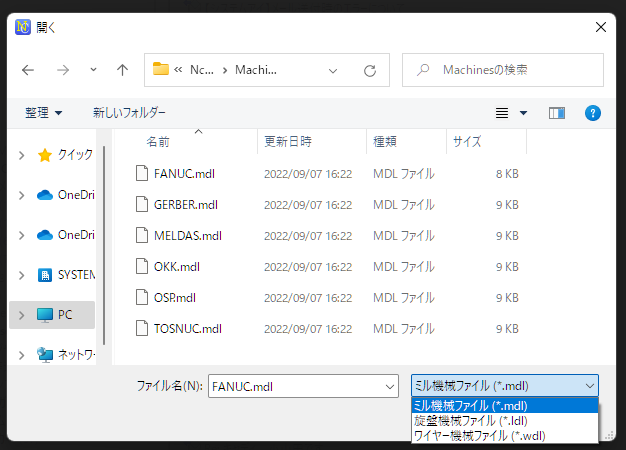 開く
« Nc... › Machi...
Machinesの検索
整理 新しいフォルダー
名前 更新日時 種類 サイズ
クイック
OneDri
OneDri
SYSTEM
PC
ネットワー
FANUC.mdl 2022/09/07 16:22 MDL ファイル 8 KB
GERBER.mdl 2022/09/07 16:22 MDL ファイル 9 KB
MELDAS.mdl 2022/09/07 16:22 MDL ファイル 9 KB
OKK.mdl 2022/09/07 16:22 MDL ファイル 9 KB
OSP.mdl 2022/09/07 16:22 MDL ファイル 9 KB
TOSNUC.mdl 2022/09/07 16:22 MDL ファイル 9 KB
ファイル名(N): FANUC.mdl
ミル機械ファイル (*.mdl)
ミル機械ファイル (*.mdl)
旋盤機械ファイル (*.ldl)
ワイヤー機械ファイル (*.wdl)